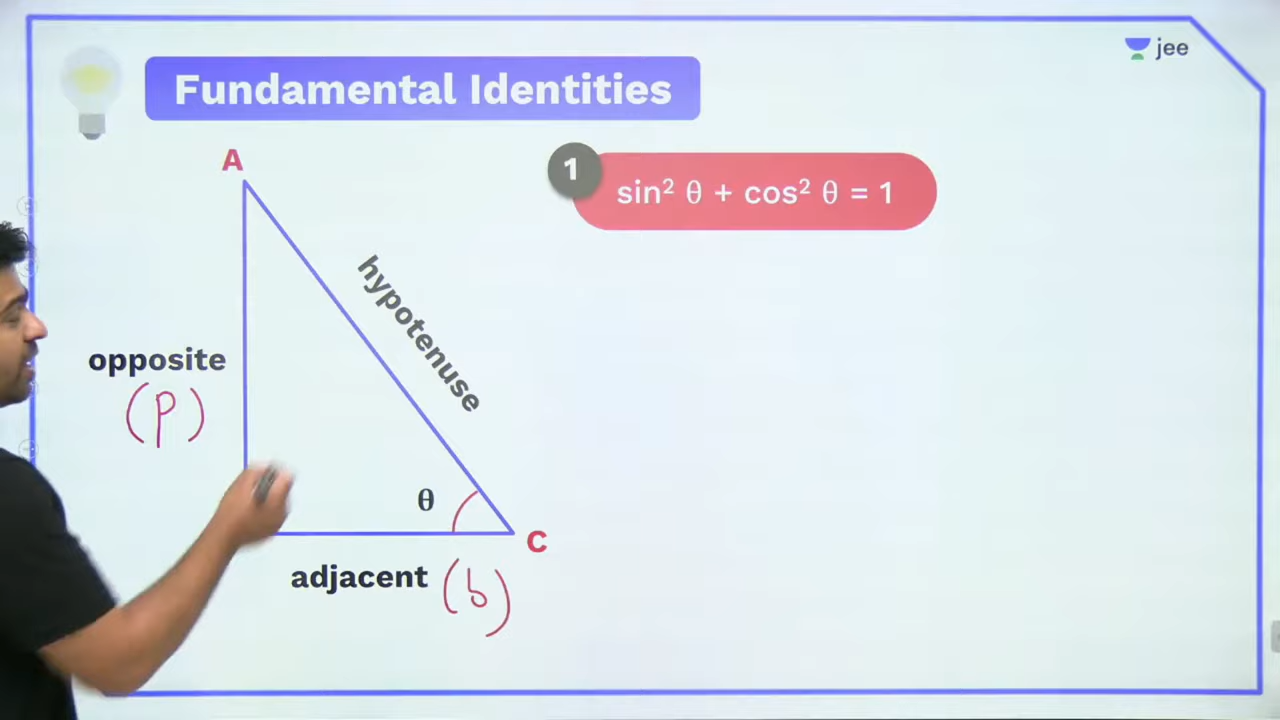 jee
Fundamental Identities
A
1
sin² θ + cos² θ = 1
hypotenuse
opposite
(p)
θ
C
adjacent (b)